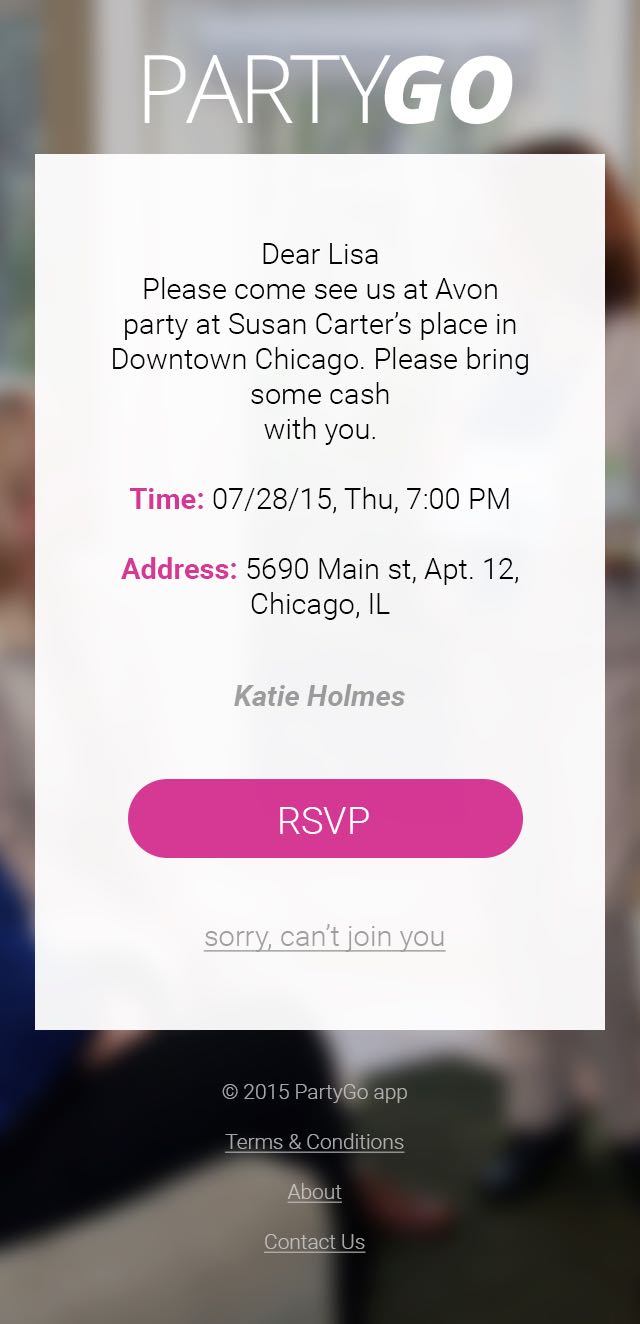 PARTYGO
Dear Lisa
Please come see us at Avon
party at Susan Carter’s place in
Downtown Chicago. Please bring
some cash
with you.
Time: 07/28/15, Thu, 7:00 PM
Address: 5690 Main st, Apt. 12,
Chicago, IL
Katie Holmes
RSVP
sorry, can’t join you
© 2015 PartyGo app
Terms & Conditions
About
Contact Us